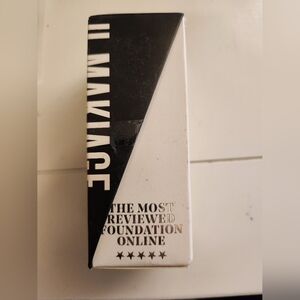 IL MAKIAGE
THE MOST
REVIEWED
FOUNDATION
ONLINE